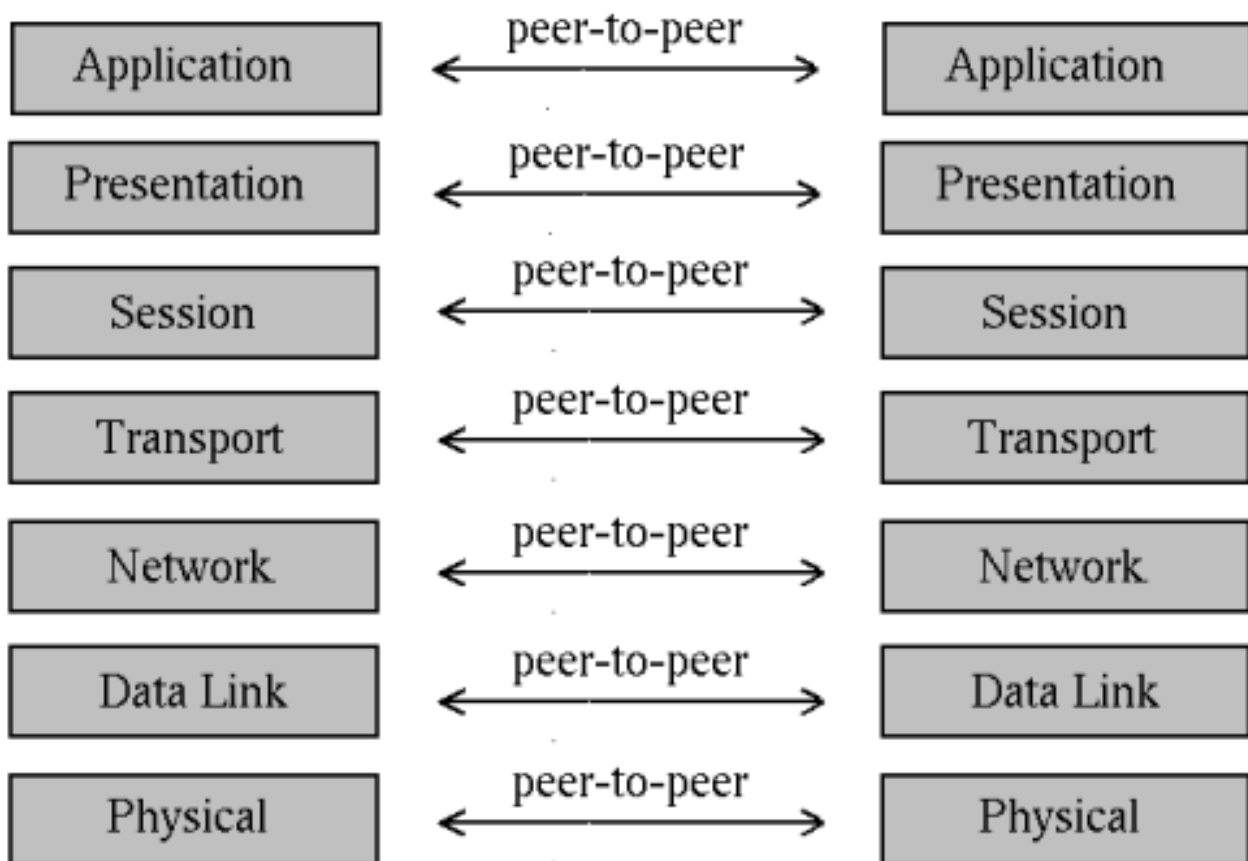 peer-to-peer
Application Application
peer-to-peer
Presentation Presentation
peer-to-peer
Session Session
peer-to-peer
Transport Transport
peer-to-peer
Network Network
peer-to-peer
Data Link Data Link
peer-to-peer
Physical Physical